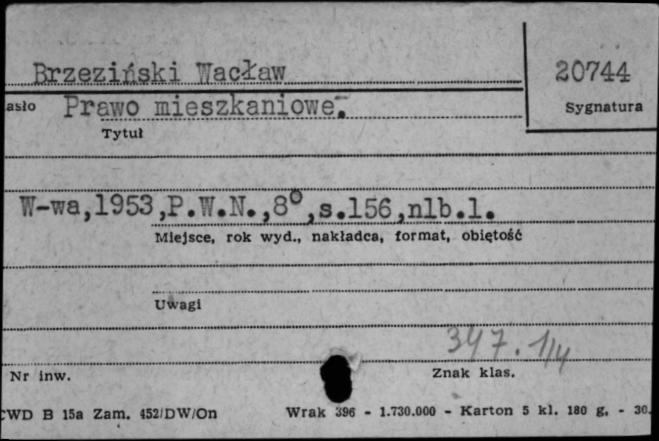 Brzeziński Wacław
20744
asło Prawo mieszkaniowe.
Sygnatura
Tytuł
W-wa,1953,P.W.N.,8°,s.156,nlb.1.
Miejsce, rok wyd., nakładca, format, objętość
Uwagi
347. 1/4
Nr inw.
Znak klas.
CWD B 15a Zam. 452/DW/On Wrak 396 - 1.730.000 - Karton 5 kl. 180 g. - 30.